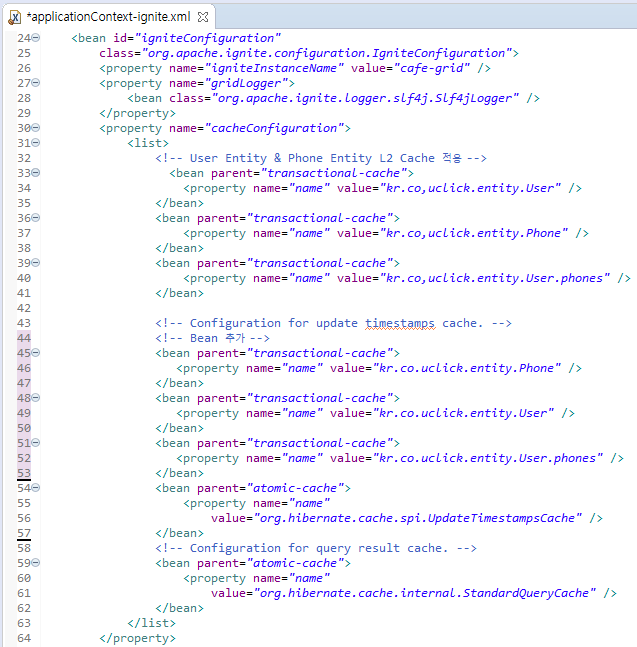 *applicationContext-ignite.xml
24 <bean id="igniteConfiguration"
25 class="org.apache.ignite.configuration.IgniteConfiguration">
26 <property name="igniteInstanceName" value="cafe-grid" />
27 <property name="gridLogger">
28 <bean class="org.apache.ignite.logger.slf4j.Slf4jLogger" />
29 </property>
30 <property name="cacheConfiguration">
31 <list>
32 <!-- User Entity & Phone Entity L2 Cache 적용 -->
33 <bean parent="transactional-cache">
34 <property name="name" value="kr.co,uclick.entity.User" />
35 </bean>
36 <bean parent="transactional-cache">
37 <property name="name" value="kr.co,uclick.entity.Phone" />
38 </bean>
39 <bean parent="transactional-cache">
40 <property name="name" value="kr.co,uclick.entity.User.phones" />
41 </bean>
42
43 <!-- Configuration for update timestamps cache. -->
44 <!-- Bean 추가 -->
45 <bean parent="transactional-cache">
46 <property name="name" value="kr.co.uclick.entity.Phone" />
47 </bean>
48 <bean parent="transactional-cache">
49 <property name="name" value="kr.co.uclick.entity.User" />
50 </bean>
51 <bean parent="transactional-cache">
52 <property name="name" value="kr.co.uclick.entity.User.phones" />
53 </bean>
54 <bean parent="atomic-cache">
55 <property name="name"
56 value="org.hibernate.cache.spi.UpdateTimestampsCache" />
57 </bean>
58 <!-- Configuration for query result cache. -->
59 <bean parent="atomic-cache">
60 <property name="name"
61 value="org.hibernate.cache.internal.StandardQueryCache" />
62 </bean>
63 </list>
64 </property>